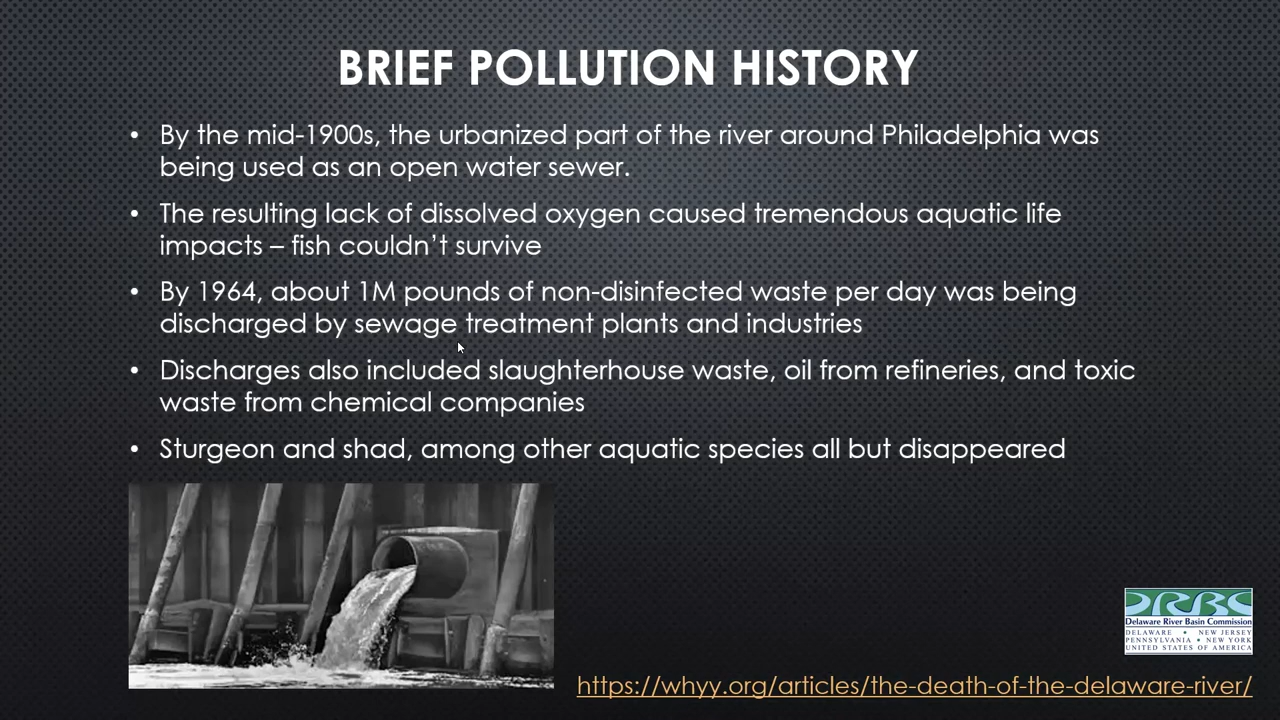 BRIEF POLLUTION HISTORY
• By the mid-1900s, the urbanized part of the river around Philadelphia was
being used as an open water sewer.
• The resulting lack of dissolved oxygen caused tremendous aquatic life
impacts – fish couldn’t survive
• By 1964, about 1M pounds of non-disinfected waste per day was being
discharged by sewage treatment plants and industries
• Discharges also included slaughterhouse waste, oil from refineries, and toxic
waste from chemical companies
• Sturgeon and shad, among other aquatic species all but disappeared
DRBC
Delaware River Basin Commission
DELAWARE • NEW JERSEY
PENNSYLVANIA • NEW YORK
UNITED STATES OF AMERICA
https://whyy.org/articles/the-death-of-the-delaware-river/